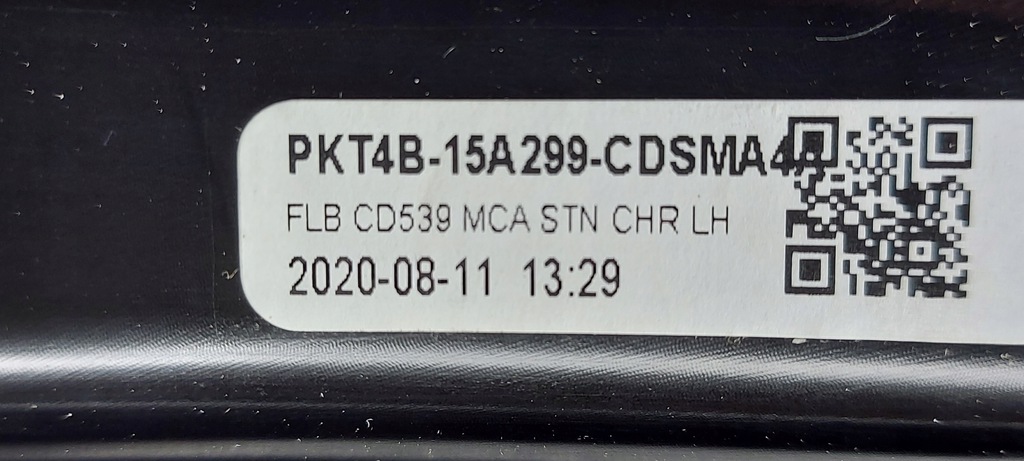 PKT4B-15A299-CDSMA4
FLB CD539 MCA STN CHR LH
2020-08-11 13:29